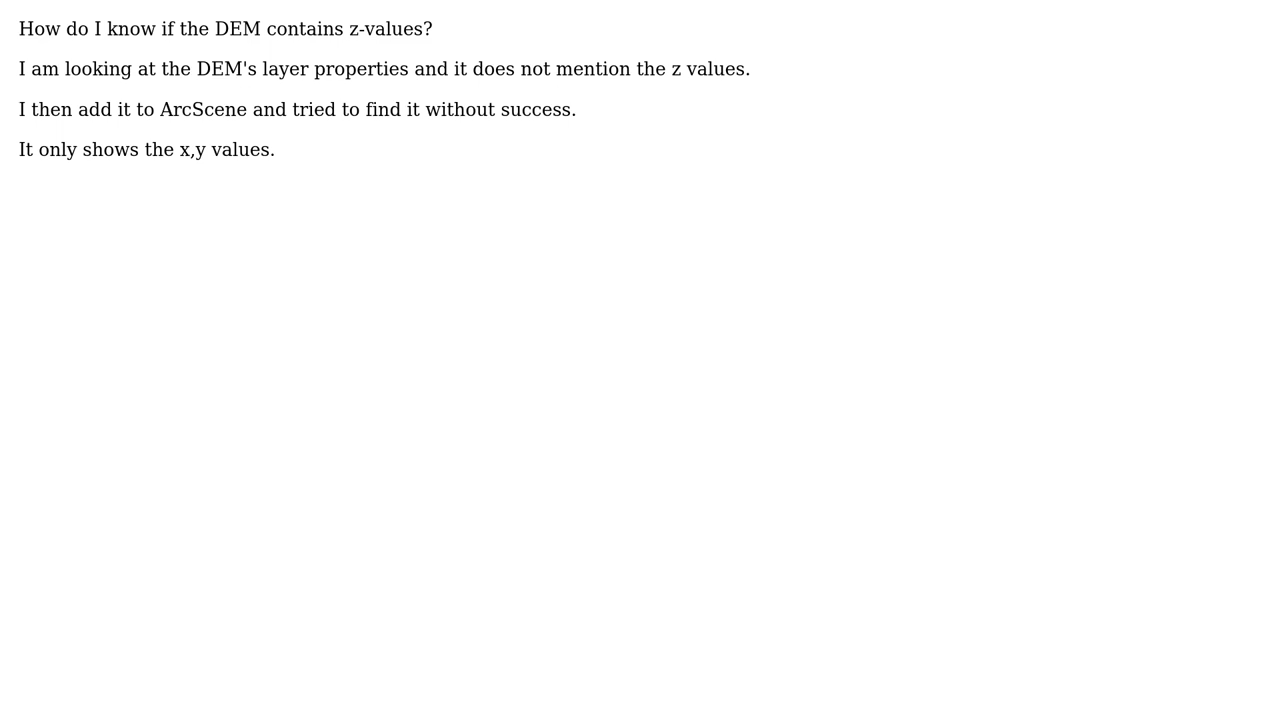 How do I know if the DEM contains z-values?
I am looking at the DEM's layer properties and it does not mention the z values.
I then add it to ArcScene and tried to find it without success.
It only shows the x,y values.